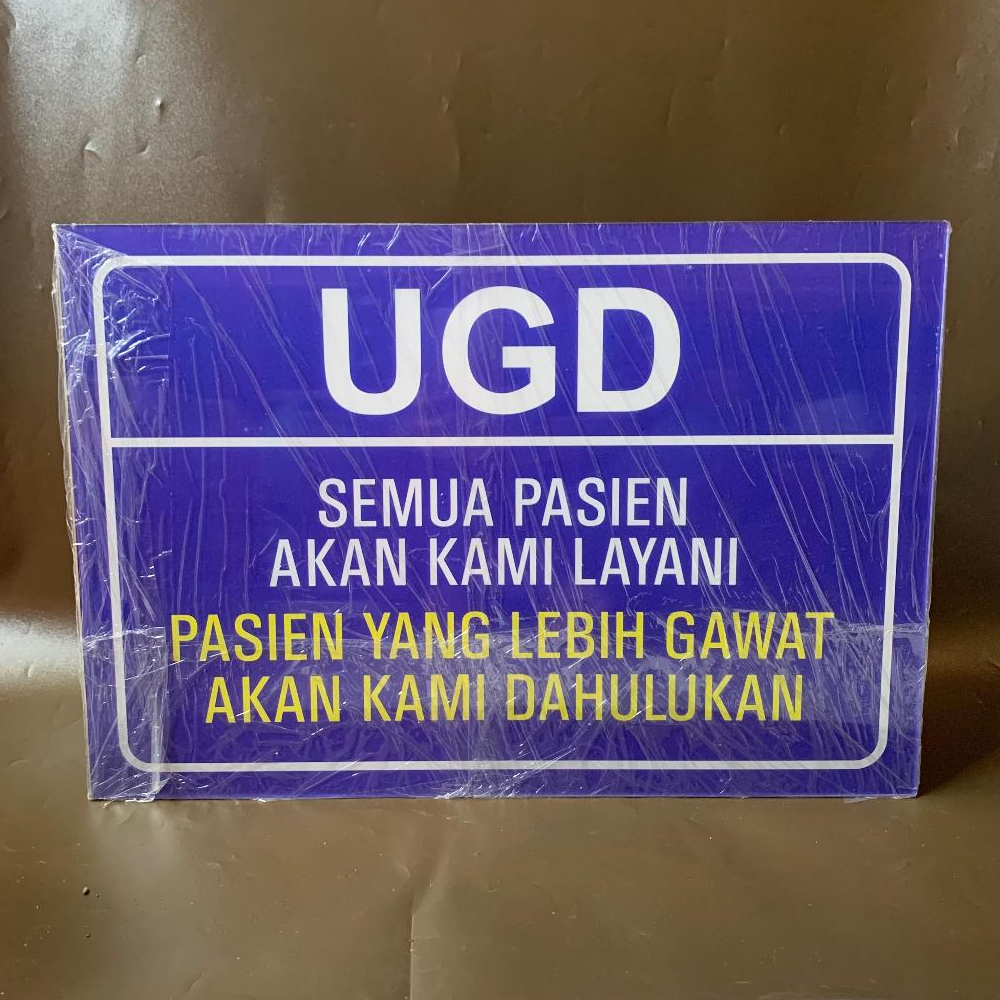 UGD
SEMUA PASIEN
AKAN KAMI LAYANI
PASIEN YANG LEBIH GAWAT
AKAN KAMI DAHULUKAN